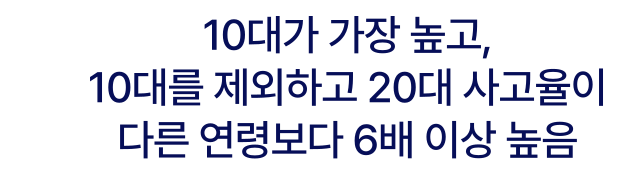 10대가 가장 높고,
10대를 제외하고 20대 사고율이
다른 연령보다 6배 이상 높음